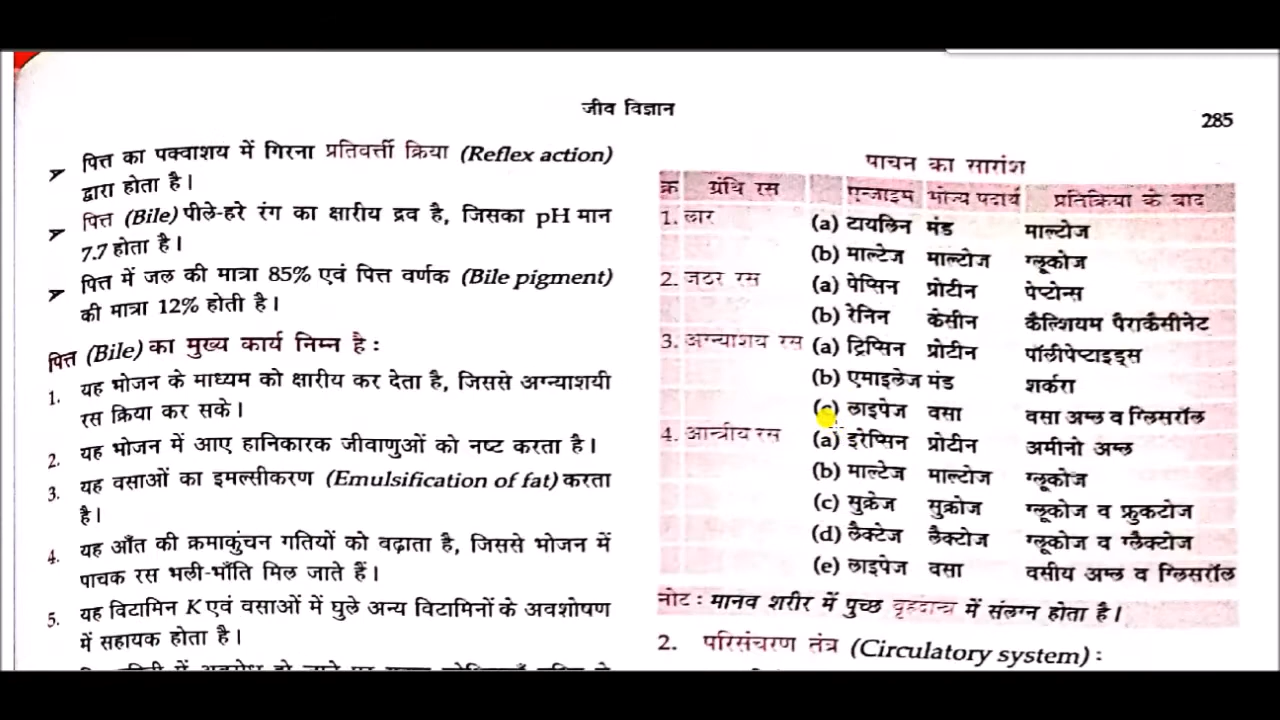 जीव विज्ञान
285
➢ पित्त का पक्वाशय में गिरना प्रतिवर्त्ती क्रिया (Reflex action)
द्वारा होता है।
➢ पित्त (Bile) पीले-हरे रंग का क्षारीय द्रव है, जिसका pH मान
7.7 होता है।
➢ पित्त में जल की मात्रा 85% एवं पित्त वर्णक (Bile pigment)
की मात्रा 12% होती है।
पित्त (Bile) का मुख्य कार्य निम्न है :
1. यह भोजन के माध्यम को क्षारीय कर देता है, जिससे अग्न्याशयी
रस क्रिया कर सके।
2. यह भोजन में आए हानिकारक जीवाणुओं को नष्ट करता है।
3. यह वसाओं का इमल्सीकरण (Emulsification of fat) करता
है।
4. यह आँत की क्रमाकुंचन गतियों को बढ़ाता है, जिससे भोजन में
पाचक रस भली-भाँति मिल जाते हैं।
5. यह विटामिन K एवं वसाओं में घुले अन्य विटामिनों के अवशोषण
में सहायक होता है।
पाचन का सारांश
क्र ग्रंथि रस एन्जाइम भोज्य पदार्थ प्रतिक्रिया के बाद
1. लार (a) टायलिन मंड माल्टोज
(b) माल्टेज माल्टोज ग्लूकोज
2. जठर रस (a) पेप्सिन प्रोटीन पेप्टोन्स
(b) रेनिन केसीन कैल्शियम पैराकैसीनेट
3. अग्न्याशय रस (a) ट्रिप्सिन प्रोटीन पॉलीपेप्टाइड्स
(b) एमाइलेज मंड शर्करा
(c) लाइपेज वसा वसा अम्ल व ग्लिसरॉल
4. आन्त्रीय रस (a) इरेप्सिन प्रोटीन अमीनो अम्ल
(b) माल्टेज माल्टोज ग्लूकोज
(c) सुक्रेज सुक्रोज ग्लूकोज व फ्रुकटोज
(d) लैक्टेज लैक्टोज ग्लूकोज व ग्लैक्टोज
(e) लाइपेज वसा वसीय अम्ल व ग्लिसरॉल
नोट : मानव शरीर में पुच्छ वृहदान्त्र में संलग्न होता है।
2. परिसंचरण तंत्र (Circulatory system) :